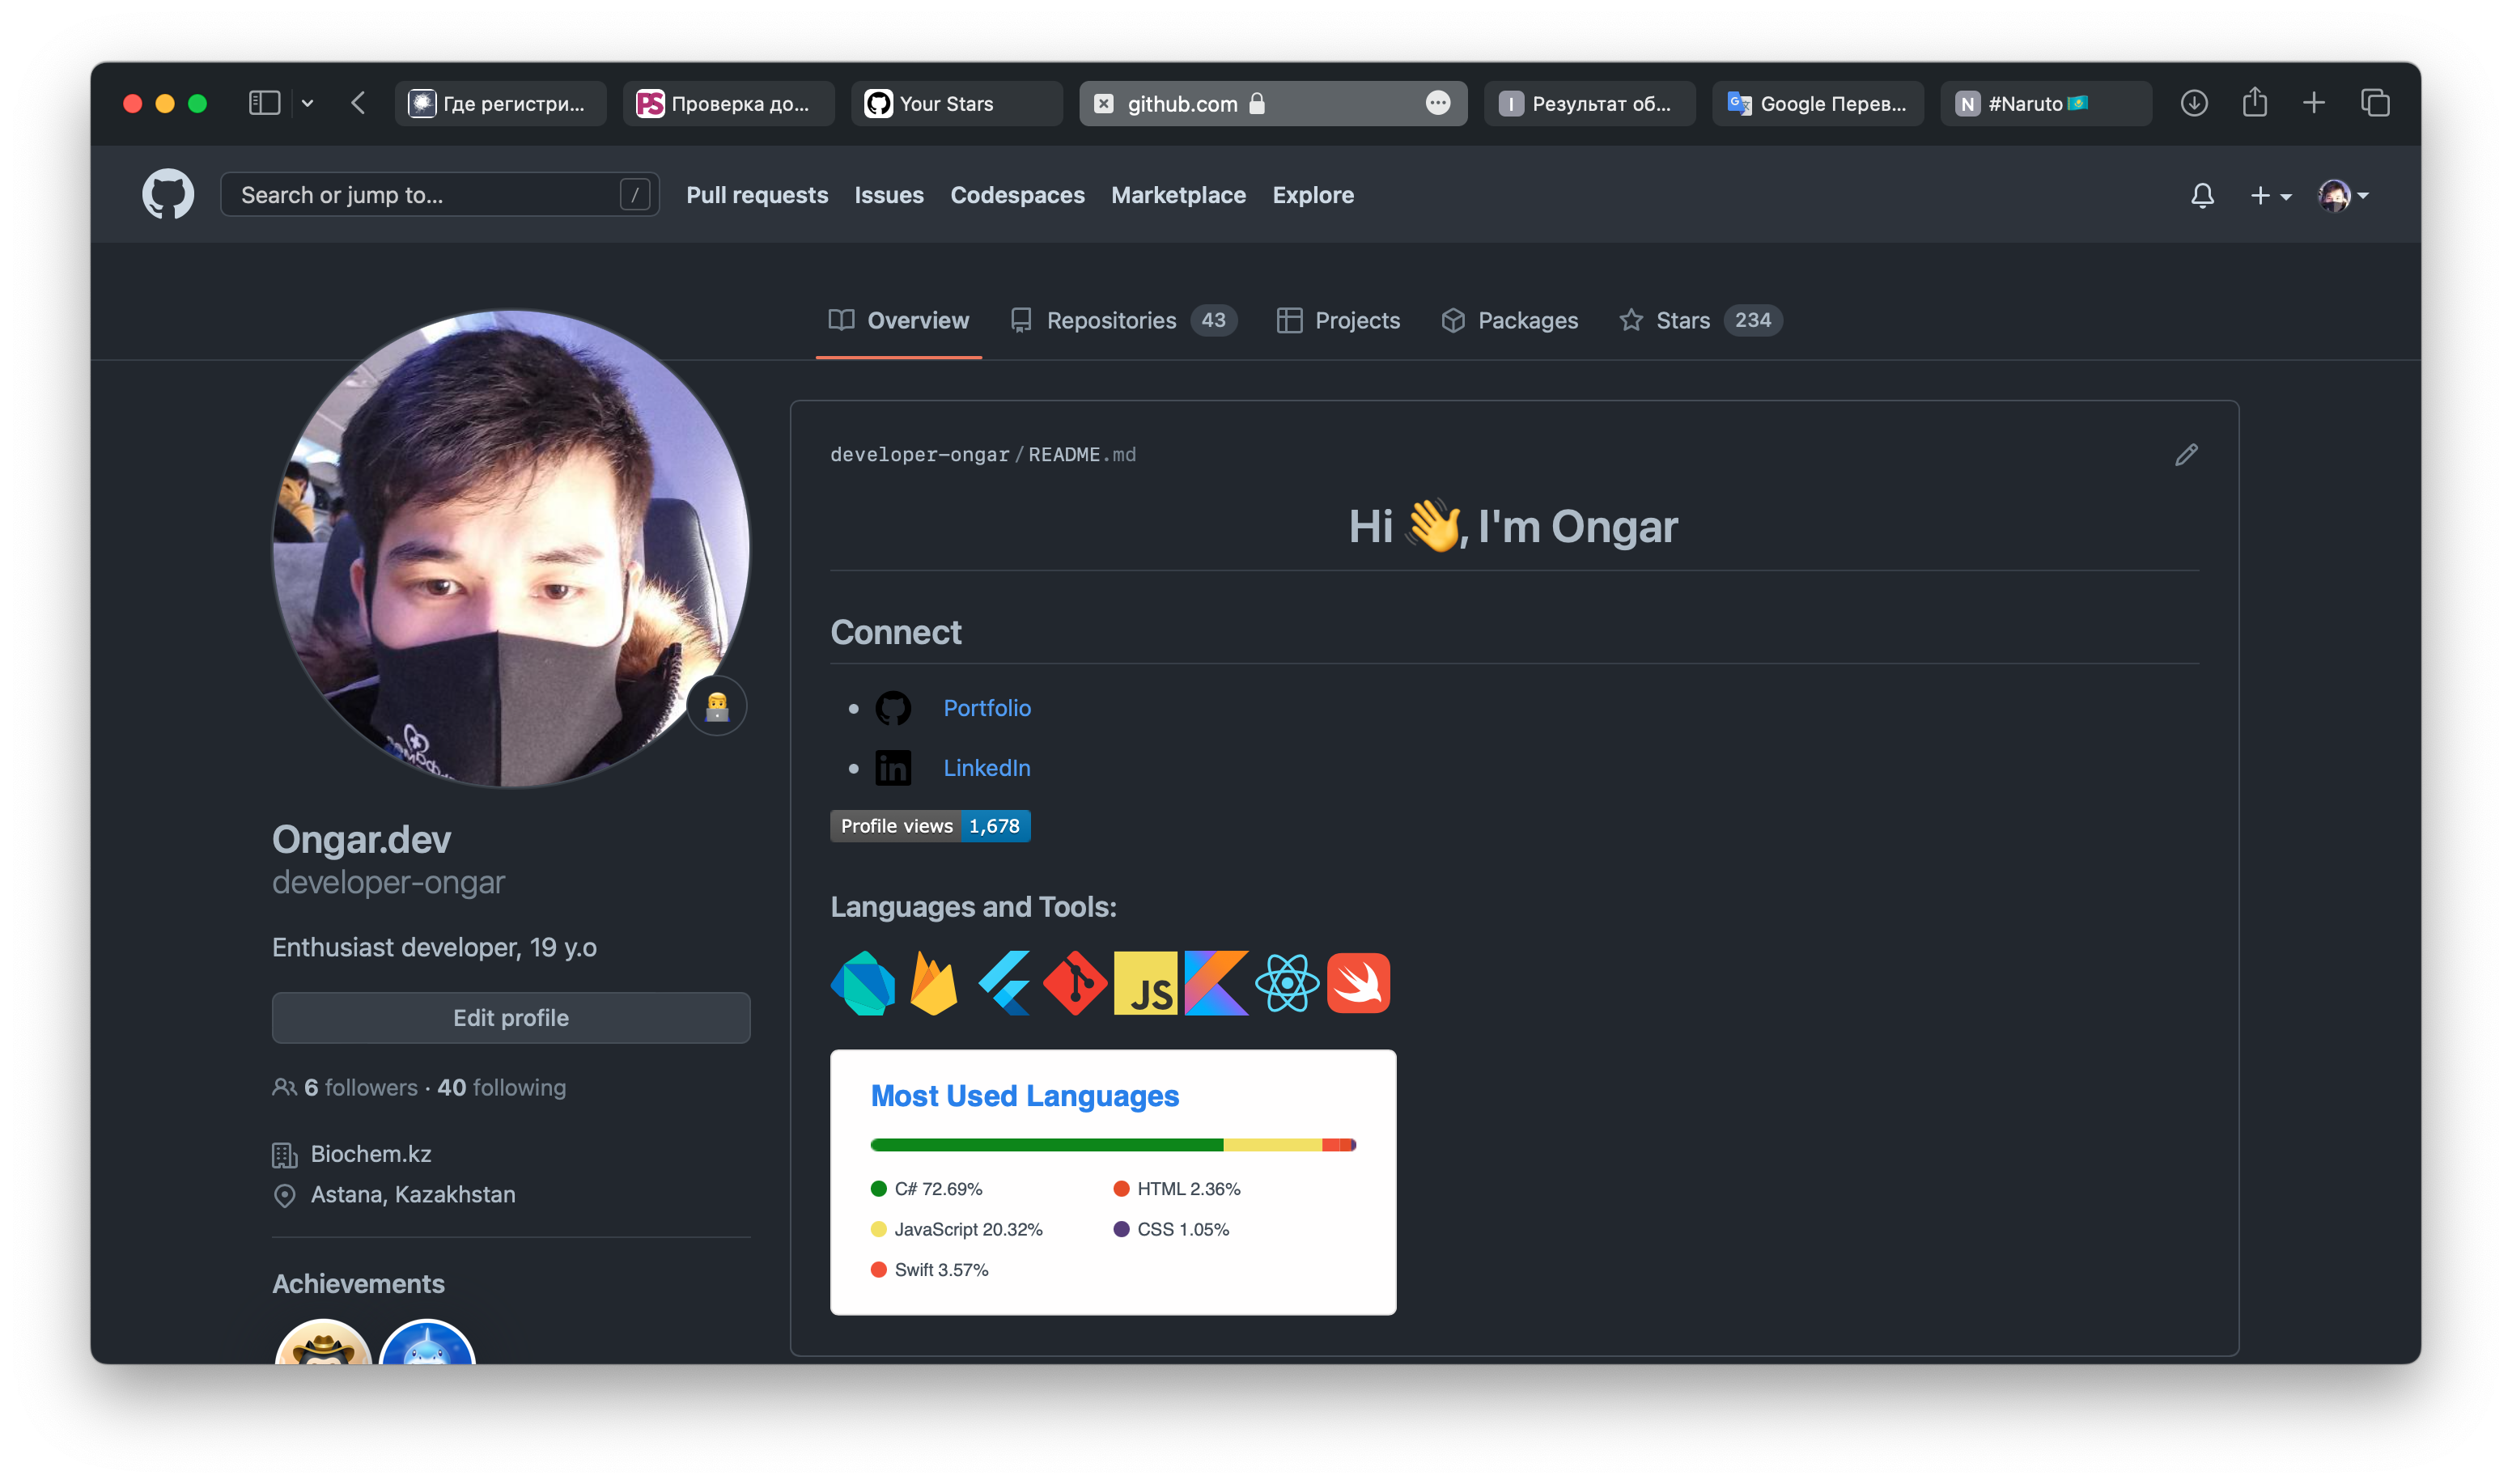 Где регистри...
PS Проверка до...
Your Stars
github.com
I Результат об...
Google Перев...
N #Naruto🇰🇿
Search or jump to... /
Pull requests Issues Codespaces Marketplace Explore
Overview Repositories 43 Projects Packages Stars 234
developer-ongar / README.md
Hi 👋, I'm Ongar
Connect
Portfolio
in LinkedIn
Profile views 1,678
Languages and Tools:
JS
Most Used Languages
C# 72.69%
JavaScript 20.32%
Swift 3.57%
HTML 2.36%
CSS 1.05%
Ongar.dev
developer-ongar
Enthusiast developer, 19 y.o
Edit profile
6 followers · 40 following
Biochem.kz
Astana, Kazakhstan
Achievements